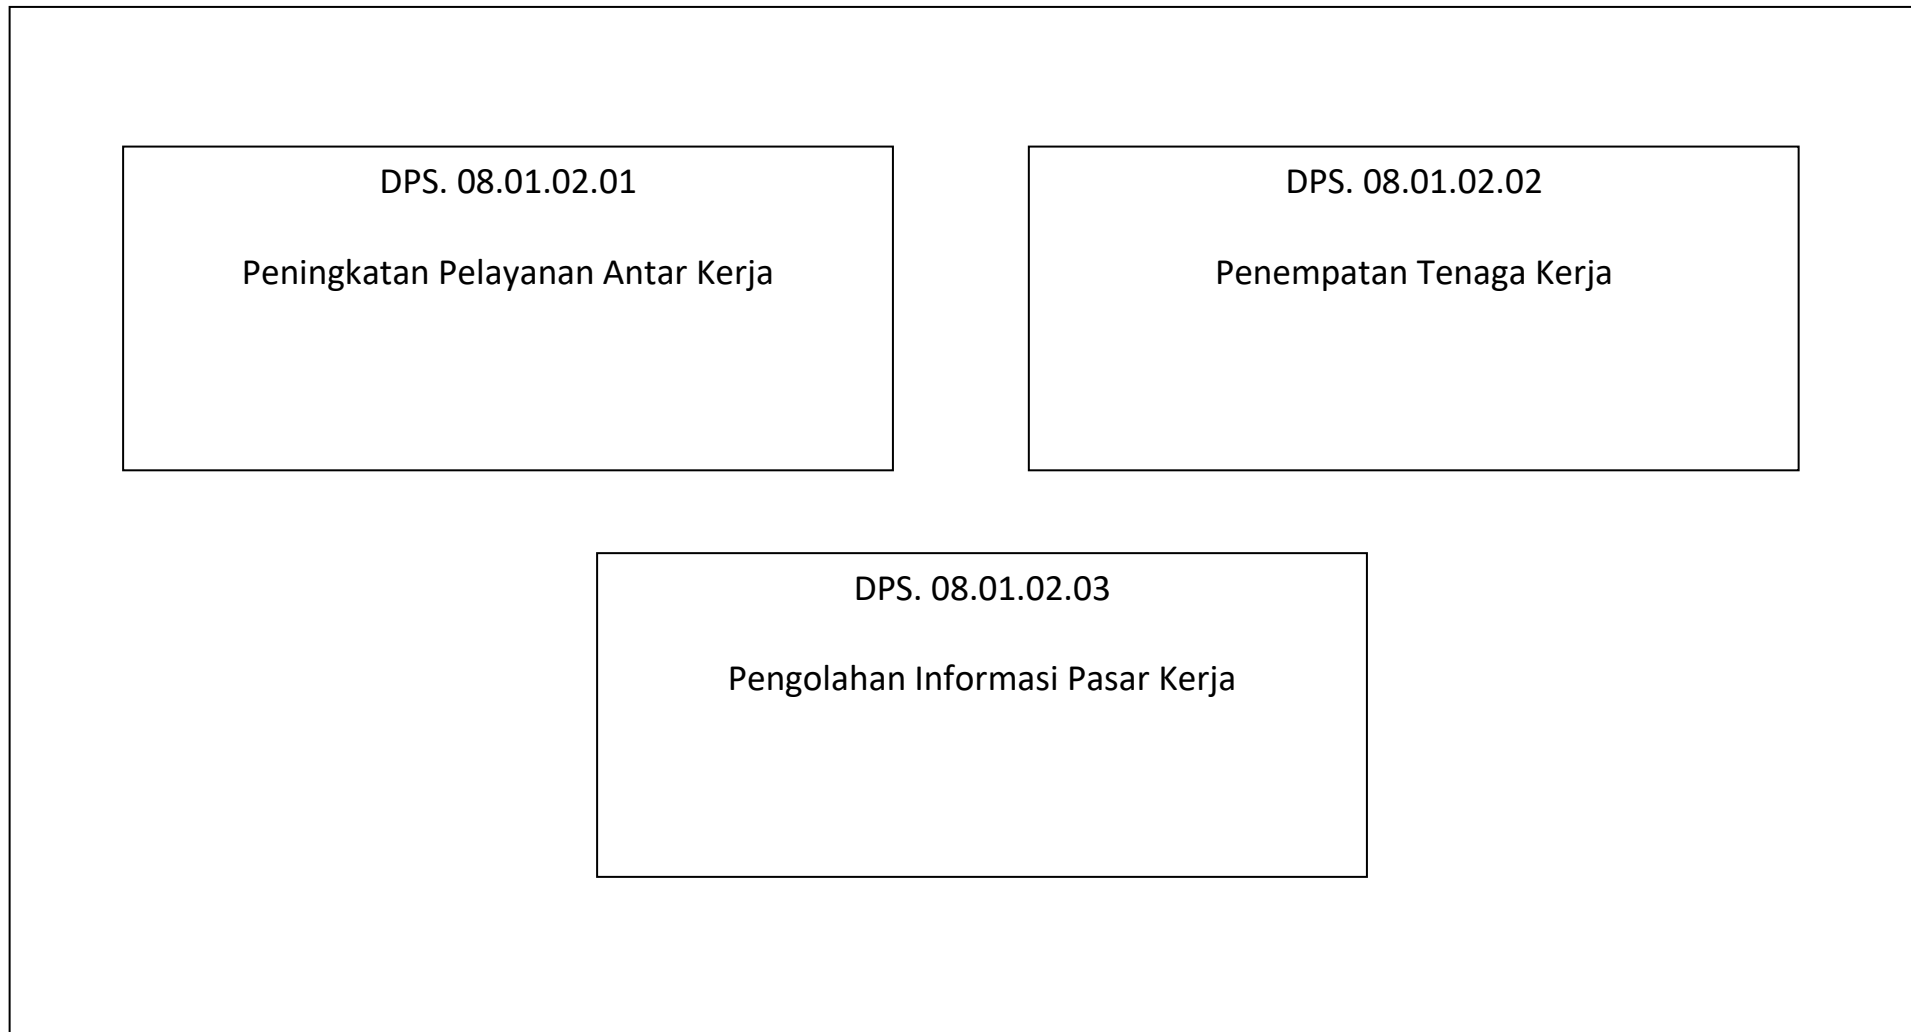 DPS. 08.01.02.01
Peningkatan Pelayanan Antar Kerja
DPS. 08.01.02.02
Penempatan Tenaga Kerja
DPS. 08.01.02.03
Pengolahan Informasi Pasar Kerja